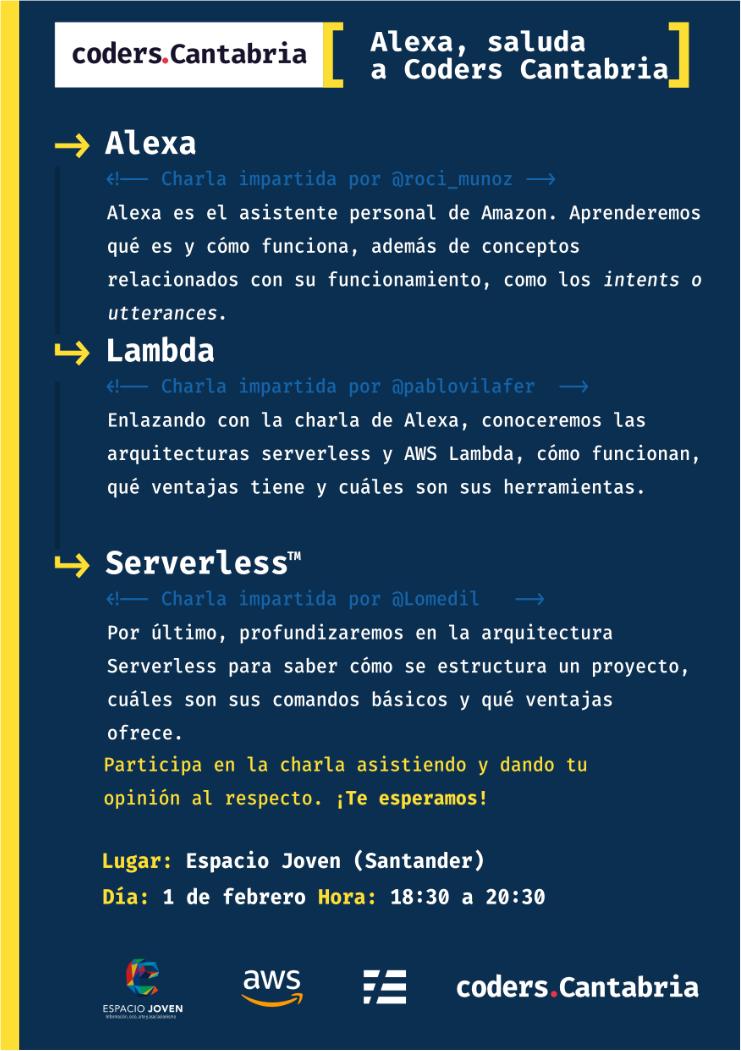 coders.Cantabria
Alexa, saluda
a Coders Cantabria
Alexa
<!-- Charla impartida por @roci_munoz -->
Alexa es el asistente personal de Amazon. Aprenderemos
qué es y cómo funciona, además de conceptos
relacionados con su funcionamiento, como los intents o
utterances.
Lambda
<!-- Charla impartida por @pablovilafer -->
Enlazando con la charla de Alexa, conoceremos las
arquitecturas serverless y AWS Lambda, cómo funcionan,
qué ventajas tiene y cuáles son sus herramientas.
Serverless™
<!-- Charla impartida por @Lomedil -->
Por último, profundizaremos en la arquitectura
Serverless para saber cómo se estructura un proyecto,
cuáles son sus comandos básicos y qué ventajas
ofrece.
Participa en la charla asistiendo y dando tu
opinión al respecto. ¡Te esperamos!
Lugar: Espacio Joven (Santander)
Día: 1 de febrero Hora: 18:30 a 20:30
ESPACIO JOVEN
aws
coders.Cantabria